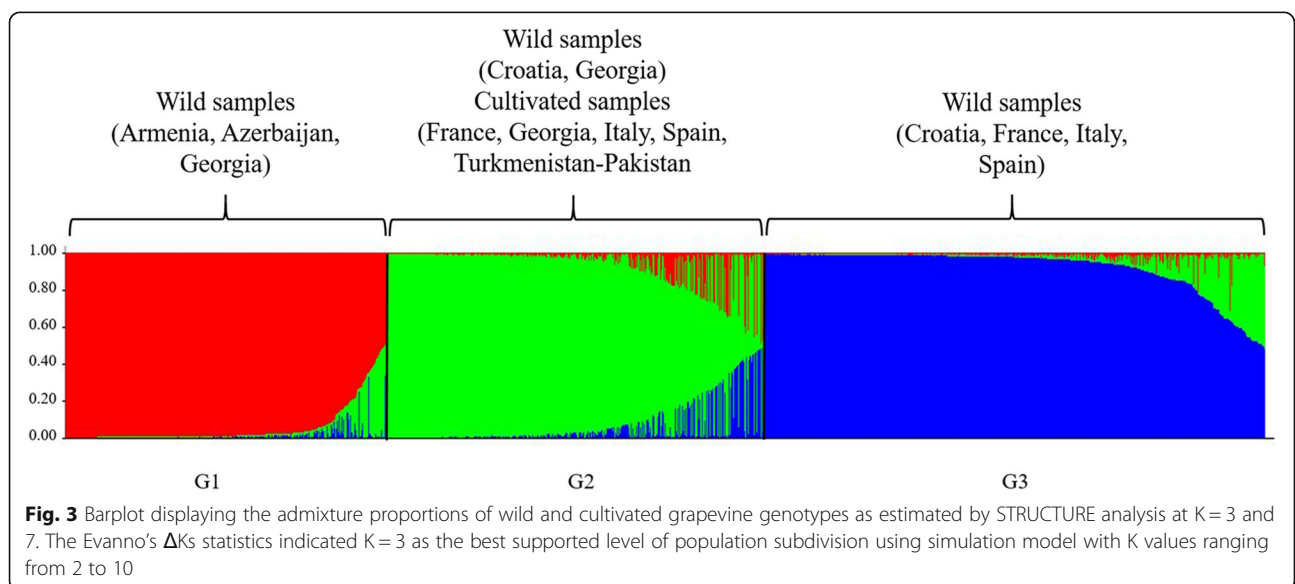 Wild samples
(Croatia, Georgia)
Cultivated samples
(France, Georgia, Italy, Spain,
Turkmenistan-Pakistan
Wild samples
(Armenia, Azerbaijan,
Georgia)
Wild samples
(Croatia, France, Italy,
Spain)
1.00
0.80
0.60
0.40
0.20
0.00
G1
G2
G3
Fig. 3 Barplot displaying the admixture proportions of wild and cultivated grapevine genotypes as estimated by STRUCTURE analysis at K = 3 and
7. The Evanno's ΔKs statistics indicated K = 3 as the best supported level of population subdivision using simulation model with K values ranging
from 2 to 10